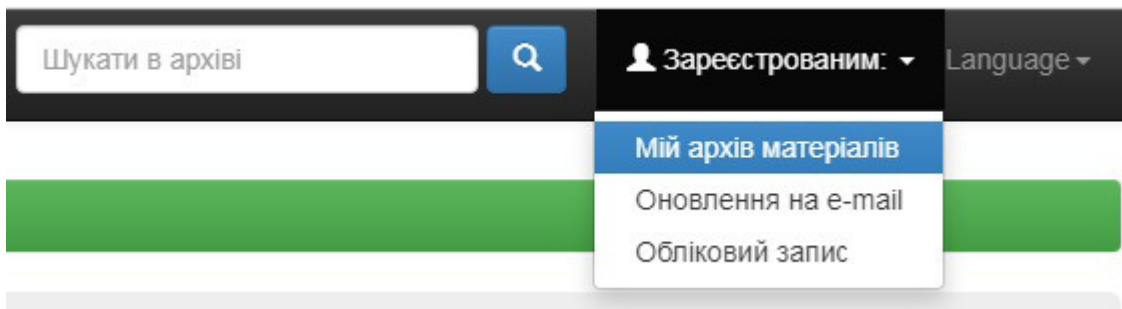 Шукати в архіві
Зареєстрованим:
Language
Мій архів матеріалів
Оновлення на e-mail
Обліковий запис